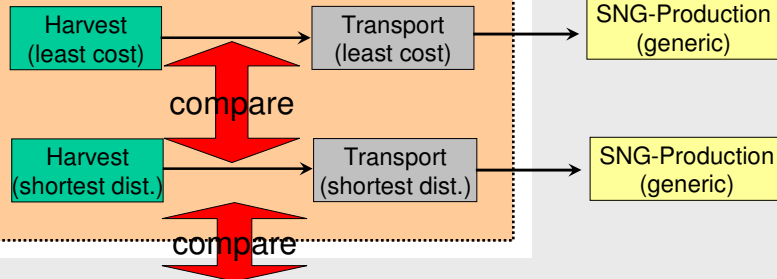 Harvest
(least cost)
Transport
(least cost)
SNG-Production
(generic)
compare
Harvest
(shortest dist.)
Transport
(shortest dist.)
SNG-Production
(generic)
compare